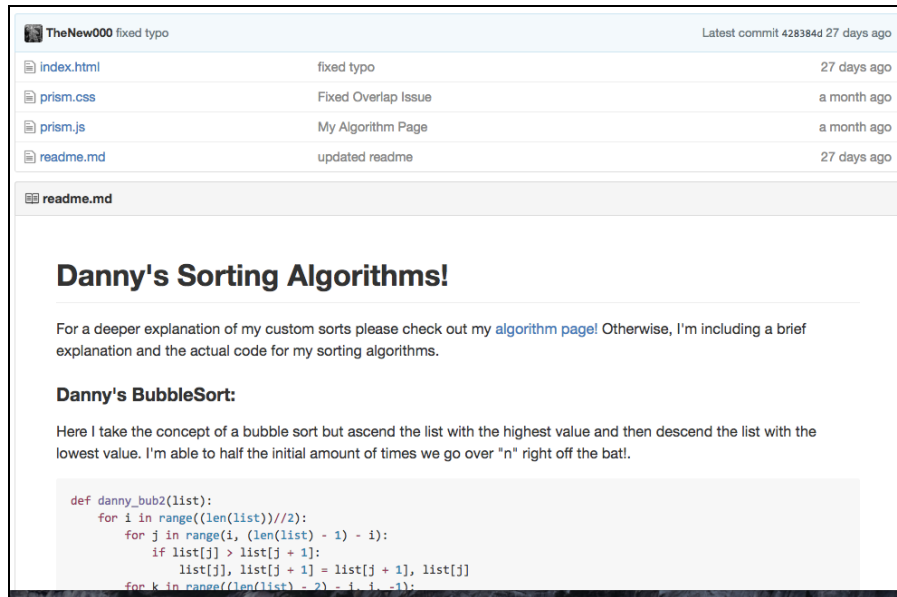 TheNew000 fixed typo Latest commit 428384d 27 days ago
index.html fixed typo 27 days ago
prism.css Fixed Overlap Issue a month ago
prism.js My Algorithm Page a month ago
readme.md updated readme 27 days ago
readme.md
Danny's Sorting Algorithms!
For a deeper explanation of my custom sorts please check out my algorithm page! Otherwise, I'm including a brief
explanation and the actual code for my sorting algorithms.
Danny's BubbleSort:
Here I take the concept of a bubble sort but ascend the list with the highest value and then descend the list with the
lowest value. I'm able to half the initial amount of times we go over "n" right off the bat!.
def danny_bub2(list):
    for i in range((len(list))//2):
        for j in range(i, (len(list) - 1) - i):
            if list[j] > list[j + 1]:
                list[j], list[j + 1] = list[j + 1], list[j]
        for k in range((len(list) - 2) - i, i, -1):